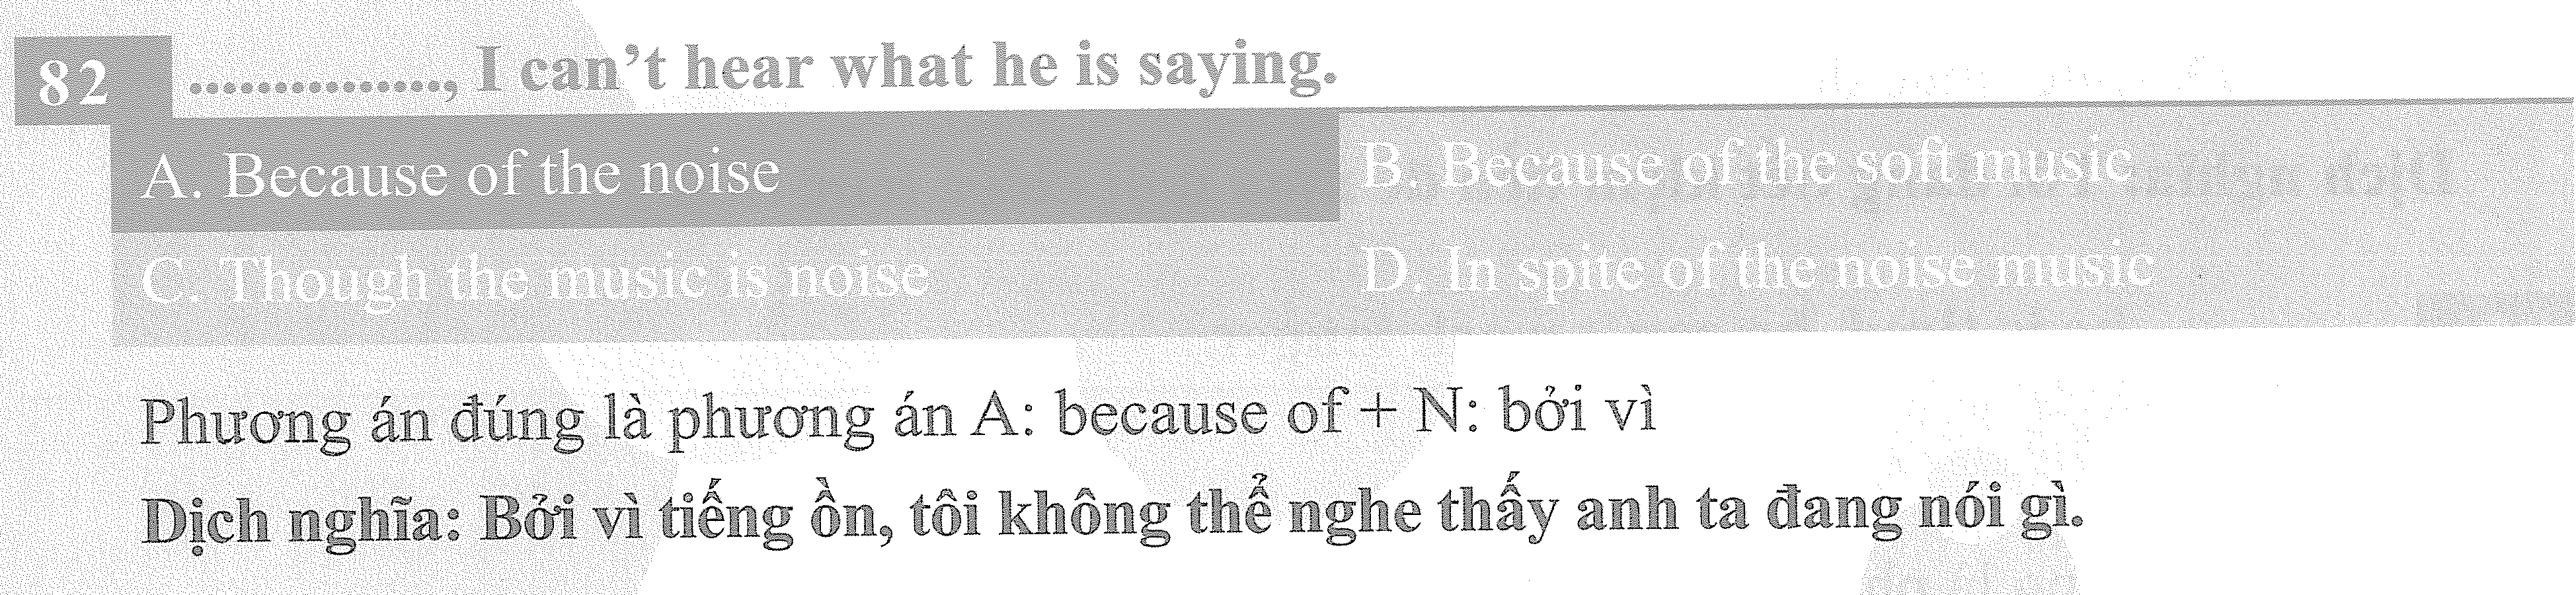 82 ..............., I can't hear what he is saying.
A. Because of the noise
B. Because of the soft music
C. Though the music is noise
D. In spite of the noise music
Phương án đúng là phương án A: because of + N: bởi vì
Dịch nghĩa: Bởi vì tiếng ồn, tôi không thể nghe thấy anh ta đang nói gì.